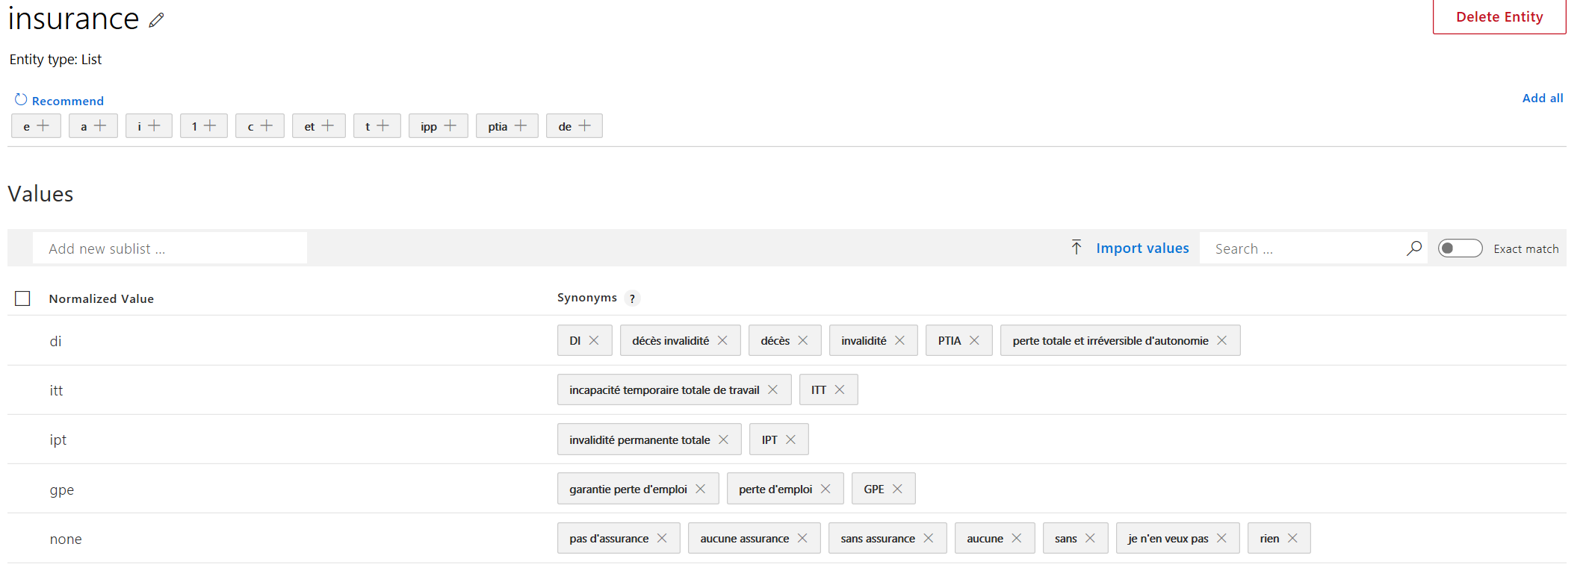 insurance
Delete Entity
Entity type: List
Recommend
Add all
e + a + i + 1 + c + et + t + ipp + ptia + de +
Values
Add new sublist ... Import values Search ... Exact match
Normalized Value Synonyms ?
di DI × décès invalidité × décès × invalidité × PTIA × perte totale et irréversible d'autonomie ×
itt incapacité temporaire totale de travail × ITT ×
ipt invalidité permanente totale × IPT ×
gpe garantie perte d'emploi × perte d'emploi × GPE ×
none pas d'assurance × aucune assurance × sans assurance × aucune × sans × je n'en veux pas × rien ×